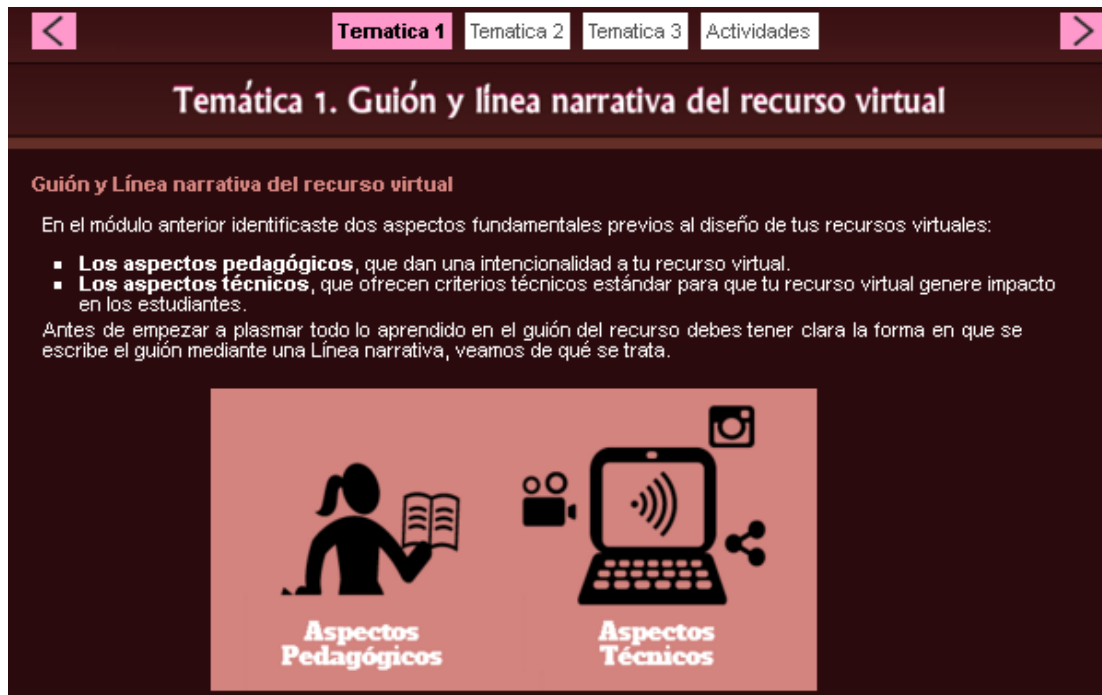 Tematica 1 Tematica 2 Tematica 3 Actividades
Temática 1. Guión y línea narrativa del recurso virtual
Guión y Línea narrativa del recurso virtual
En el módulo anterior identificaste dos aspectos fundamentales previos al diseño de tus recursos virtuales:
Los aspectos pedagógicos, que dan una intencionalidad a tu recurso virtual.
Los aspectos técnicos, que ofrecen criterios técnicos estándar para que tu recurso virtual genere impacto
en los estudiantes.
Antes de empezar a plasmar todo lo aprendido en el guión del recurso debes tener clara la forma en que se
escribe el guión mediante una Línea narrativa, veamos de qué se trata.
Aspectos
Pedagógicos
Aspectos
Técnicos